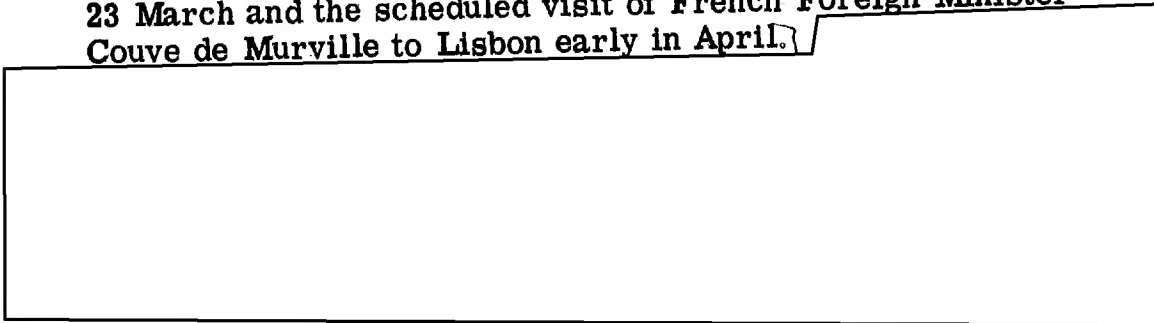 23 March and the scheduled visit of French Foreign Minister
Couve de Murville to Lisbon early in April.